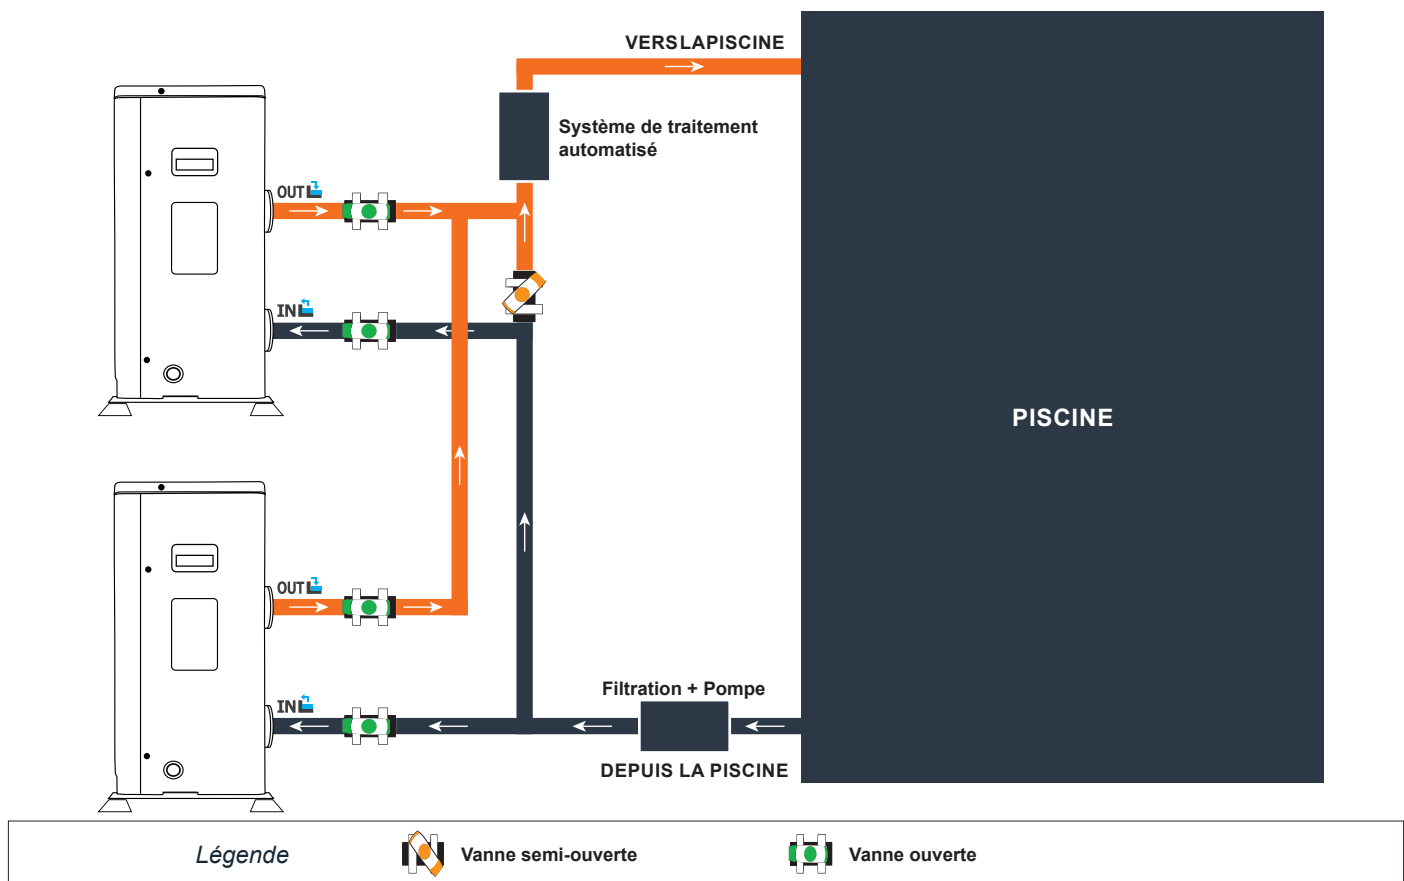 VERSLAPISCINE
Système de traitement
automatisé
OUT
IN
PISCINE
OUT
IN
Filtration + Pompe
DEPUIS LA PISCINE
Légende
Vanne semi-ouverte
Vanne ouverte